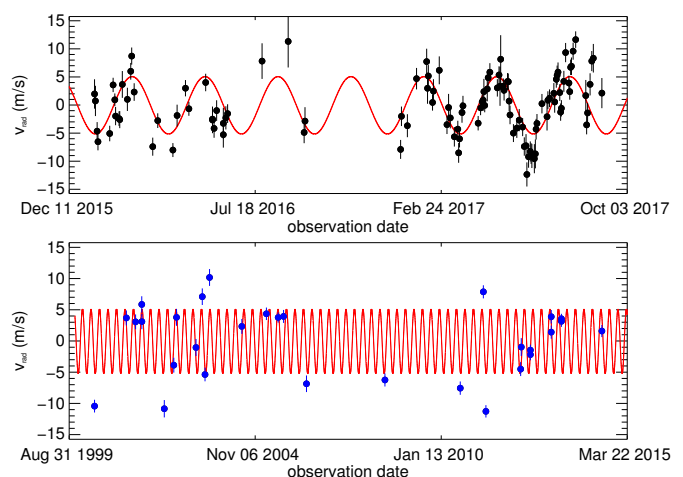 15
10
5
0
−5
−10
−15
v_rad (m/s)
Dec 11 2015 Jul 18 2016 Feb 24 2017 Oct 03 2017
observation date
15
10
5
0
−5
−10
−15
v_rad (m/s)
Aug 31 1999 Nov 06 2004 Jan 13 2010 Mar 22 2015
observation date